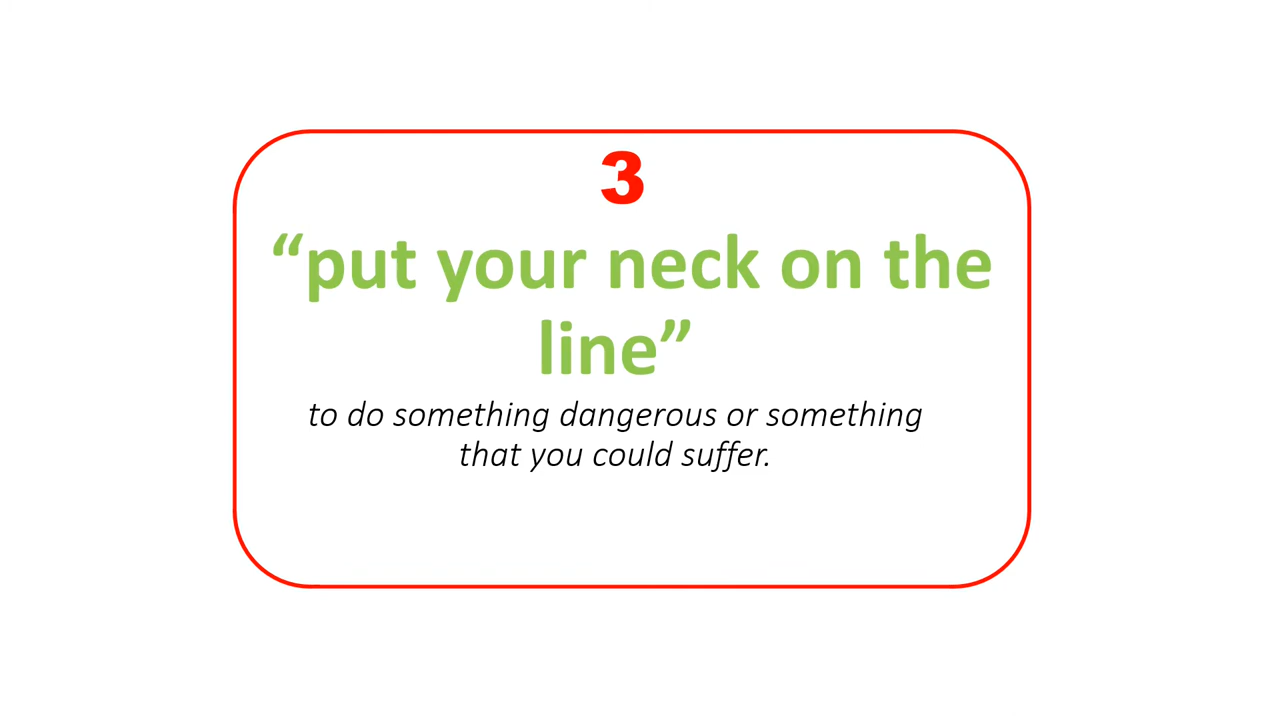 3
“put your neck on the
line”
to do something dangerous or something
that you could suffer.